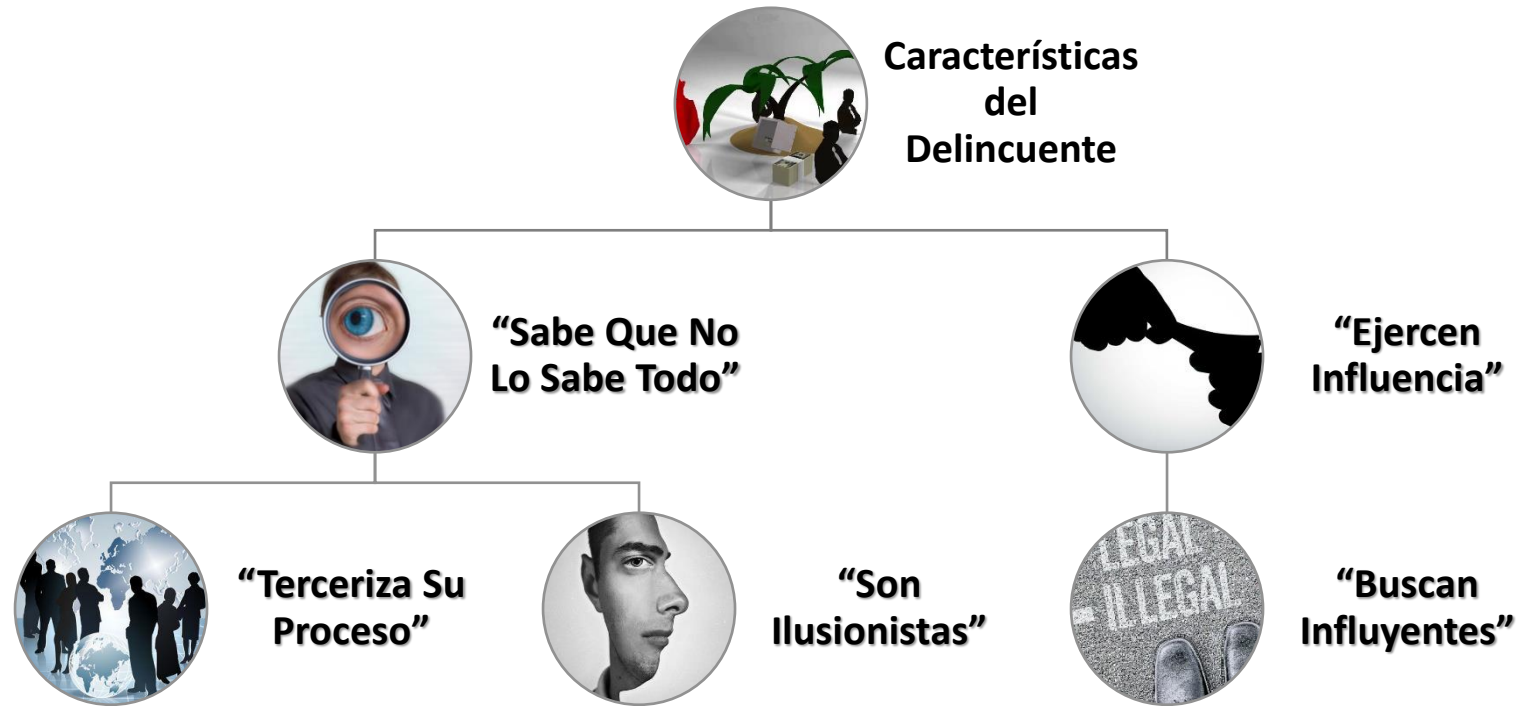 Característícas
del
Delincuente
“Sabe Que No
Lo Sabe Todo”
“Ejercen
Influencia”
“Terceriza Su
Proceso”
“Son
Ilusionistas”
LEGAL
ILLEGAL
“Buscan
Influyentes”